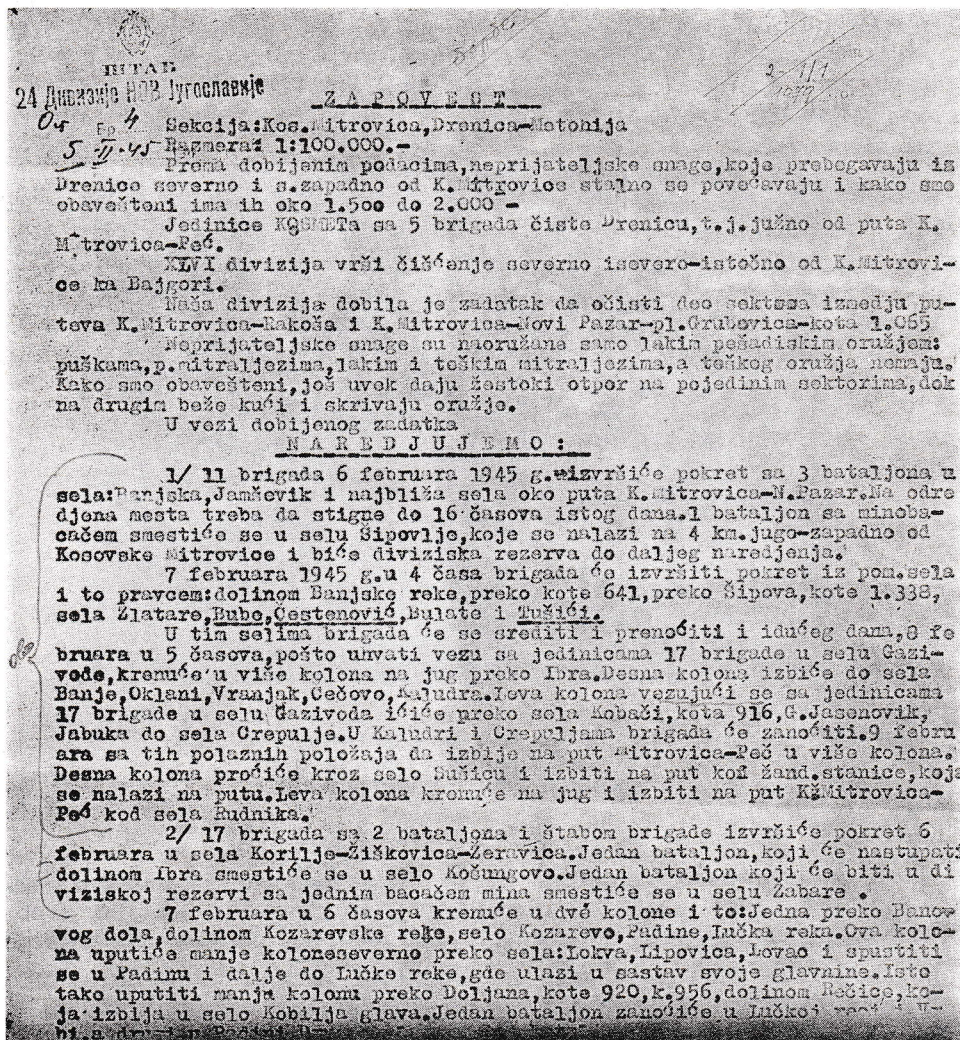 ШТАБ
24 Дивизије НОВ Југославије
Z A P O V E S T
Ov. Бр 4
5-II-45
Sekcija:Kos.Mitrovica,Drenica-Metohija
Razmera: 1:100.000.-
Prema dobijenim podacima,neprijateljske snage,koje prebegavaju iz
Drenice severno i s.zapadno od K.Mitrovice stalno se povećavaju i kako smo
obavešteni ima ih oko 1.500 do 2.000 -
Jedinice KOSMETa sa 5 brigada čiste Drenicu,t.j.južno od puta K.
Mitrovica-Peć.
XLVI divizija vrši čišćenje severno isevero-istočno od K.Mitrovi-
ce ka Bajgori.
Naša divizija dobila je zadatak da očisti deo sektora izmedju pu-
teva K.Mitrovica-Rakoša i K.Mitrovica-Novi Pazar-pl.Grubovica-kota 1.065
Neprijateljske snage su naoružane samo lakim pešadiskim oružjem:
puškama,p.mitraljezima,lakim i teškim mitraljezima,a teškog oružja nemaju.
Kako smo obavešteni,još uvek daju žestoki otpor na pojedinim sektorima,dok
na drugim beže kući i skrivaju oružje.
U vezi dobijenog zadatka
N A R E D J U J E M O :
1/ 11 brigada 6 februara 1945 g.izvršiće pokret sa 3 bataljona u
sela:Banjska,Jamševik i najbliža sela oko puta K.Mitrovica-N.Pazar.Na odre
djena mesta treba da stigne do 16 časova istog dana.1 bataljon sa minoba-
cačem smestiće se u selu Šipovlje,koje se nalazi na 4 km.jugo-zapadno od
Kosovske Mitrovice i biće diviziska rezerva do daljeg naredjenja.
7 februara 1945 g.u 4 časa brigada će izvršiti pokret iz pom.sela
i to pravcem:dolinom Banjske reke,preko kote 641,preko Šipova,kote 1.338,
sela Zlatare,Bube,Čestenović,Bulate i Tušići.
U tim selima brigada će se srediti i prenoćiti i idućeg dana,8 fe
bruara u 5 časova,pošto uhvati vezu sa jedinicama 17 brigade u selu Gazi-
vode,krenuće u više kolona na jug preko Ibra.Desna kolona izbiće do sela
Banje,Oklani,Vranjak,Čečovo,Kaludra.Leva kolona vezujući se sa jedinicama
17 brigade u selu Gazivoda ićiće preko sela Kobači,kota 916,G.Jasenovik,
Jabuka do sela Crepulje.U Kaludri i Crepuljama brigada će zanoćiti.9 febru
ara sa tih polaznih položaja da izbije na put Mitrovica-Peć u više kolona.
Desna kolona proćiće kroz selo Sušicu i izbiti na put kod žand.stanice,koja
se nalazi na putu.Leva kolona krenuće na jug i izbiti na put K.Mitrovica-
Peć kod sela Rudnika.
2/ 17 brigada sa 2 bataljona i štabom brigade izvršiće pokret 6
februara u sela Korilje-Žiškovica-Žeravica.Jedan bataljon,koji će nastupati
dolinom Ibra smestiće se u selo Košungovo.Jedan bataljon koji će biti u di
viziskoj rezervi sa jednim bacačem mina smestiće se u selu Žabare .
7 februara u 6 časova krenuće u dve kolone i to:Jedna preko Banov
vog dola,dolinom Kozarevske reke,selo Kozarevo,Padine,Lučka reka.Ova kolo-
na uputiće manje koloneseverno preko sela:Lokva,Lipovica,Lovac i spustiti
se u Padinu i dalje do Lučke reke,gde ulazi u sastav svoje glavnine.Isto
tako uputiti manju kolonu preko Doljana,kote 920,k.956,dolinom Rečice,ko-
ja izbija u selo Kobilja glava.Jedan bataljon zanoćiće u Lučkoj